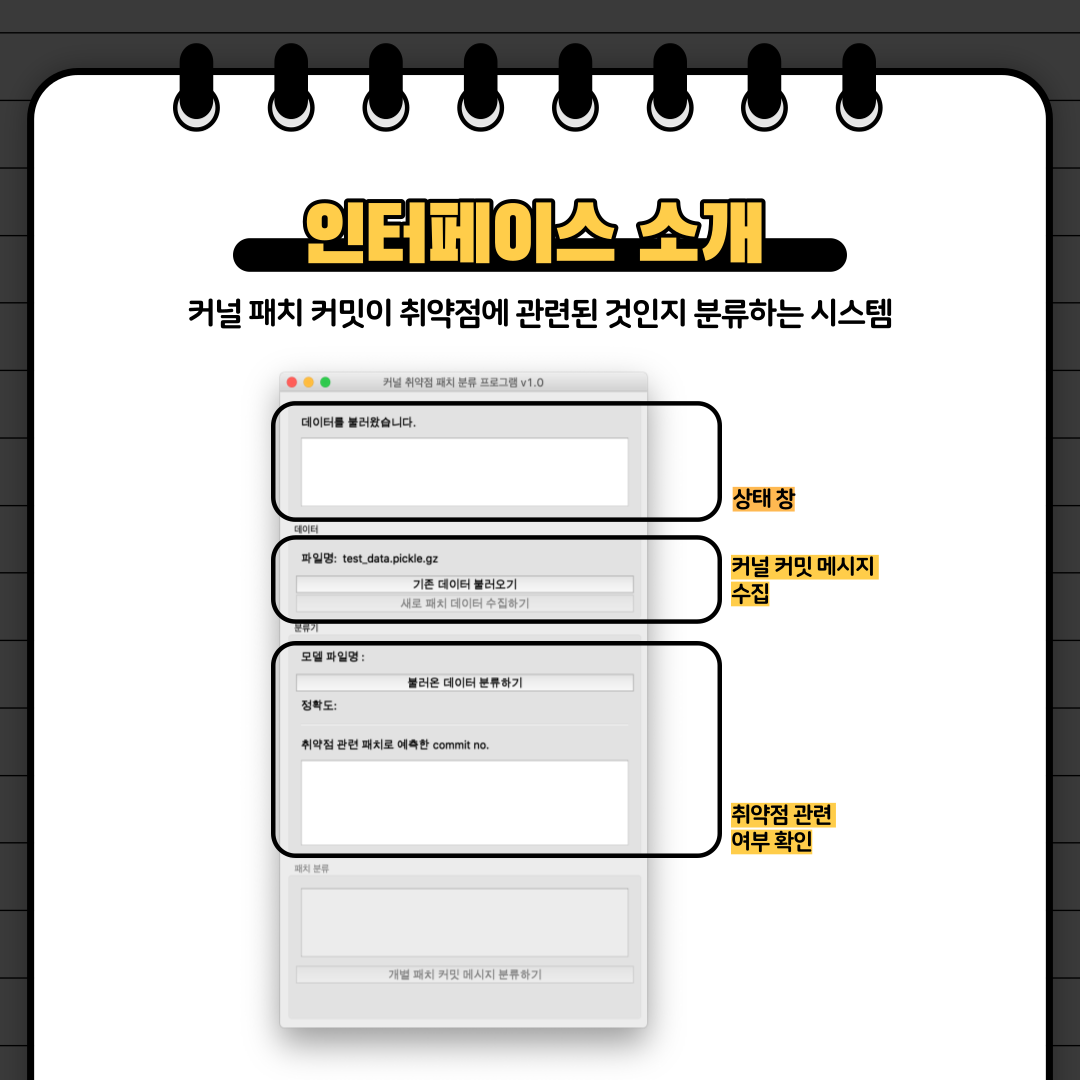 인터페이스 소개
커널 패치 커밋이 취약점에 관련된 것인지 분류하는 시스템
커널 취약점 패치 분류 프로그램 v1.0
데이터를 불러왔습니다.
상태 창
데이터
파일명: test_data.pickle.gz
기존 데이터 불러오기
새로 패치 데이터 수집하기
커널 커밋 메시지
수집
분류기
모델 파일명 :
불러온 데이터 분류하기
정확도:
취약점 관련 패치로 예측한 commit no.
취약점 관련
여부 확인
패치 분류
개별 패치 커밋 메시지 분류하기